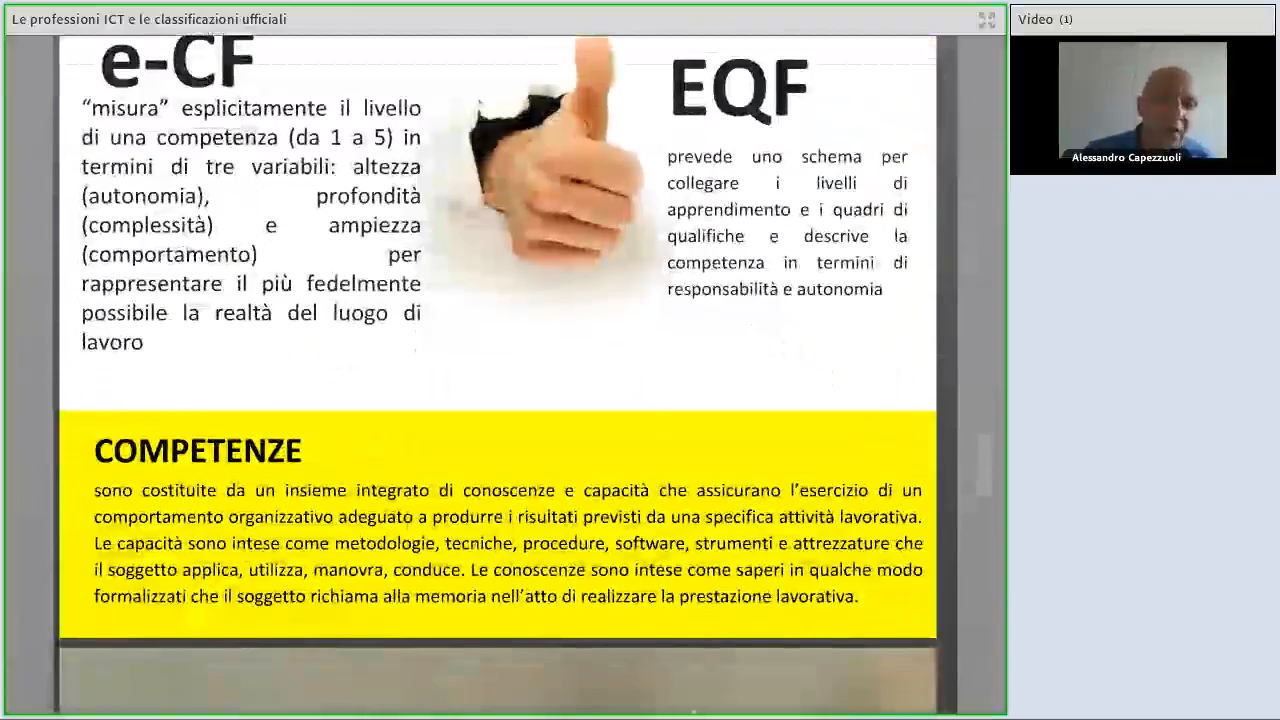 Le professioni ICT e le classificazioni ufficiali
Video (1)
Alessandro Capezzuoli
e-CF
“misura” esplicitamente il livello
di una competenza (da 1 a 5) in
termini di tre variabili: altezza
(autonomia), profondità
(complessità) e ampiezza
(comportamento) per
rappresentare il più fedelmente
possibile la realtà del luogo di
lavoro
EQF
prevede uno schema per
collegare i livelli di
apprendimento e i quadri di
qualifiche e descrive la
competenza in termini di
responsabilità e autonomia
COMPETENZE
sono costituite da un insieme integrato di conoscenze e capacità che assicurano l’esercizio di un
comportamento organizzativo adeguato a produrre i risultati previsti da una specifica attività lavorativa.
Le capacità sono intese come metodologie, tecniche, procedure, software, strumenti e attrezzature che
il soggetto applica, utilizza, manovra, conduce. Le conoscenze sono intese come saperi in qualche modo
formalizzati che il soggetto richiama alla memoria nell’atto di realizzare la prestazione lavorativa.